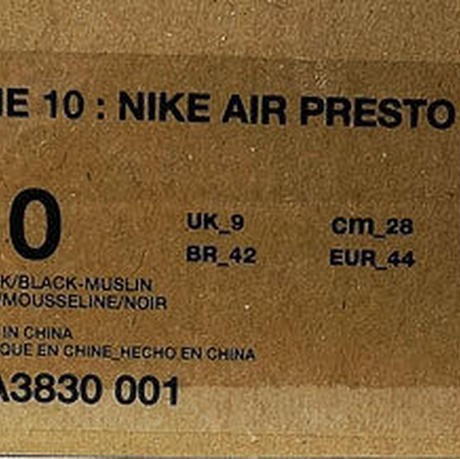 IE 10 : NIKE AIR PRESTO
0 UK_9 cm_28
BR_42 EUR_44
K/BLACK-MUSLIN
/MOUSSELINE/NOIR
IN CHINA
QUE EN CHINE_HECHO EN CHINA
A3830 001